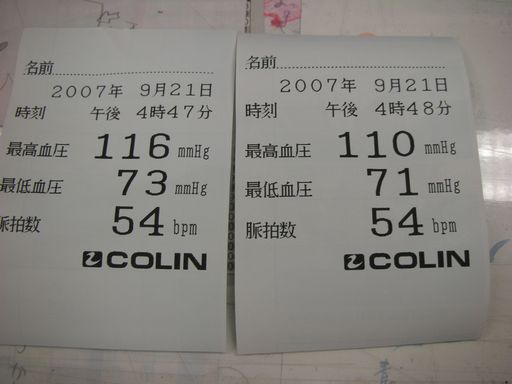 名前
2007年 9月21日
時刻 午後 4時47分
最高血圧 116 mmHg
最低血圧 73 mmHg
脈拍数 54 bpm
COLIN
名前
2007年 9月21日
時刻 午後 4時48分
最高血圧 110 mmHg
最低血圧 71 mmHg
脈拍数 54 bpm
COLIN